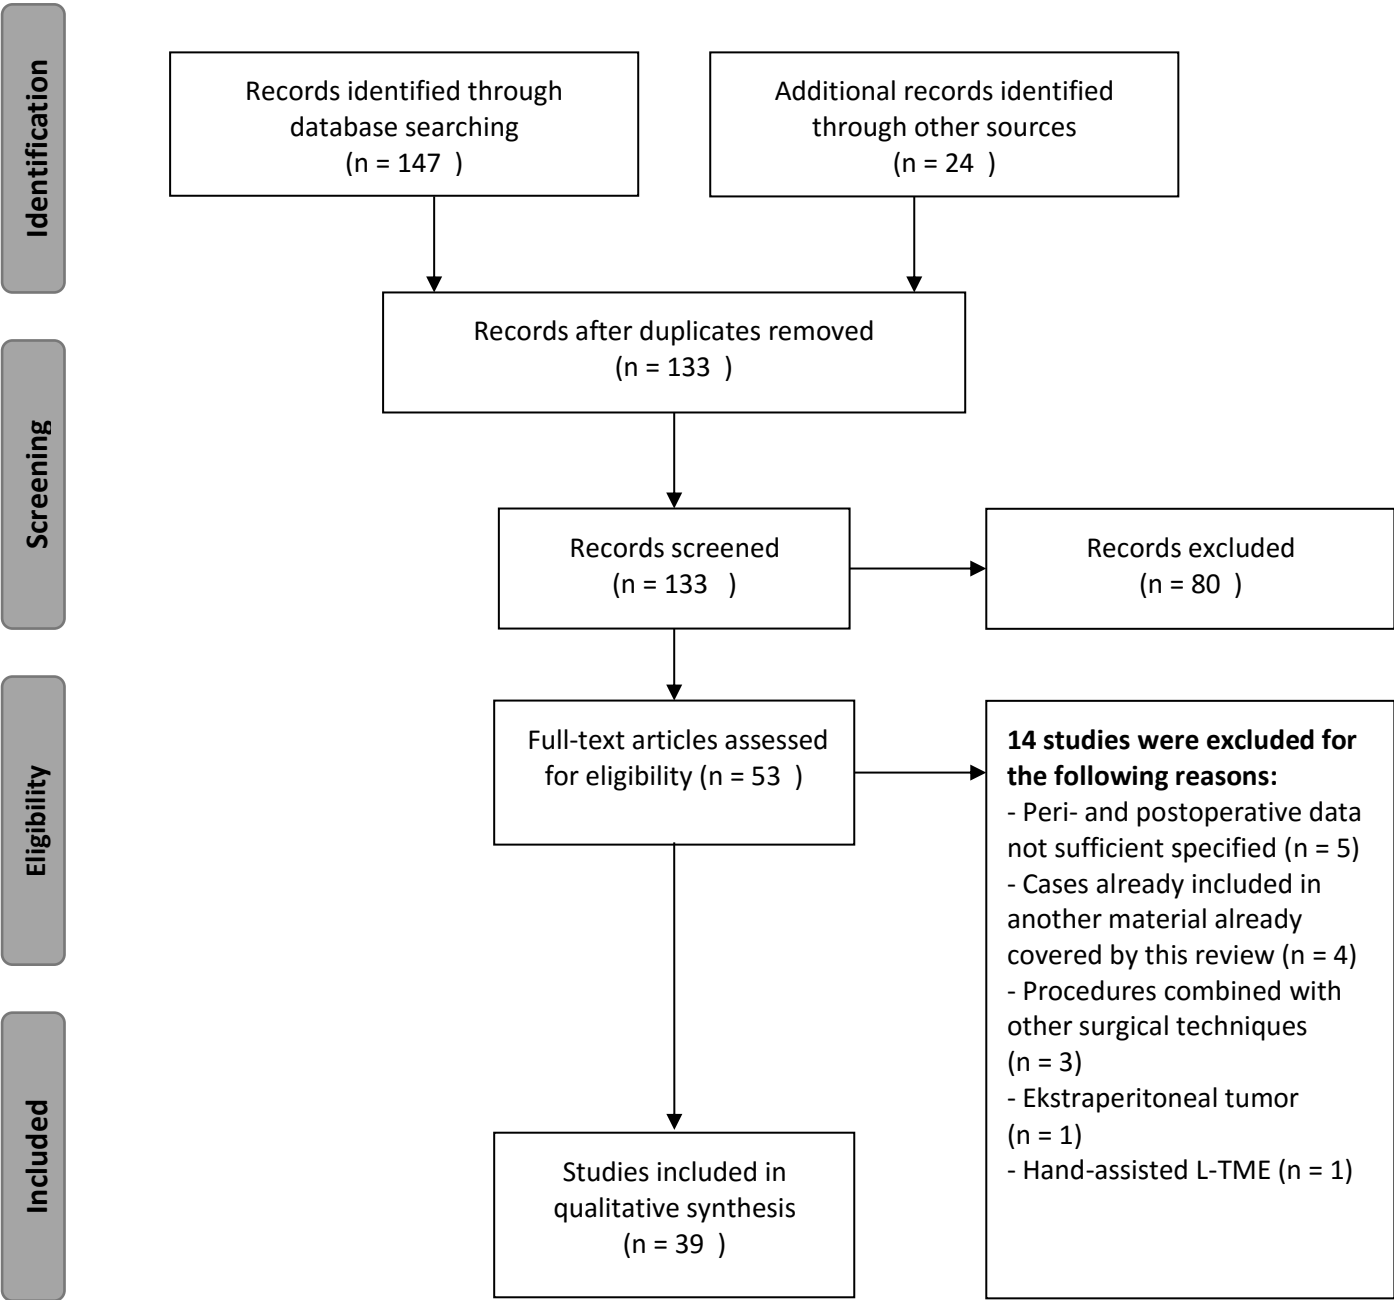 Identification
Records identified through
database searching
(n = 147  )
Additional records identified
through other sources
(n = 24  )
Records after duplicates removed
(n = 133  )
Screening
Records screened
(n = 133   )
Records excluded
(n = 80  )
Eligibility
Full-text articles assessed
for eligibility (n = 53  )
14 studies were excluded for
the following reasons:
- Peri- and postoperative data
not sufficient specified (n = 5)
- Cases already included in
another material already
covered by this review (n = 4)
- Procedures combined with
other surgical techniques
(n = 3)
- Ekstraperitoneal tumor
(n = 1)
- Hand-assisted L-TME (n = 1)
Included
Studies included in
qualitative synthesis
(n = 39  )